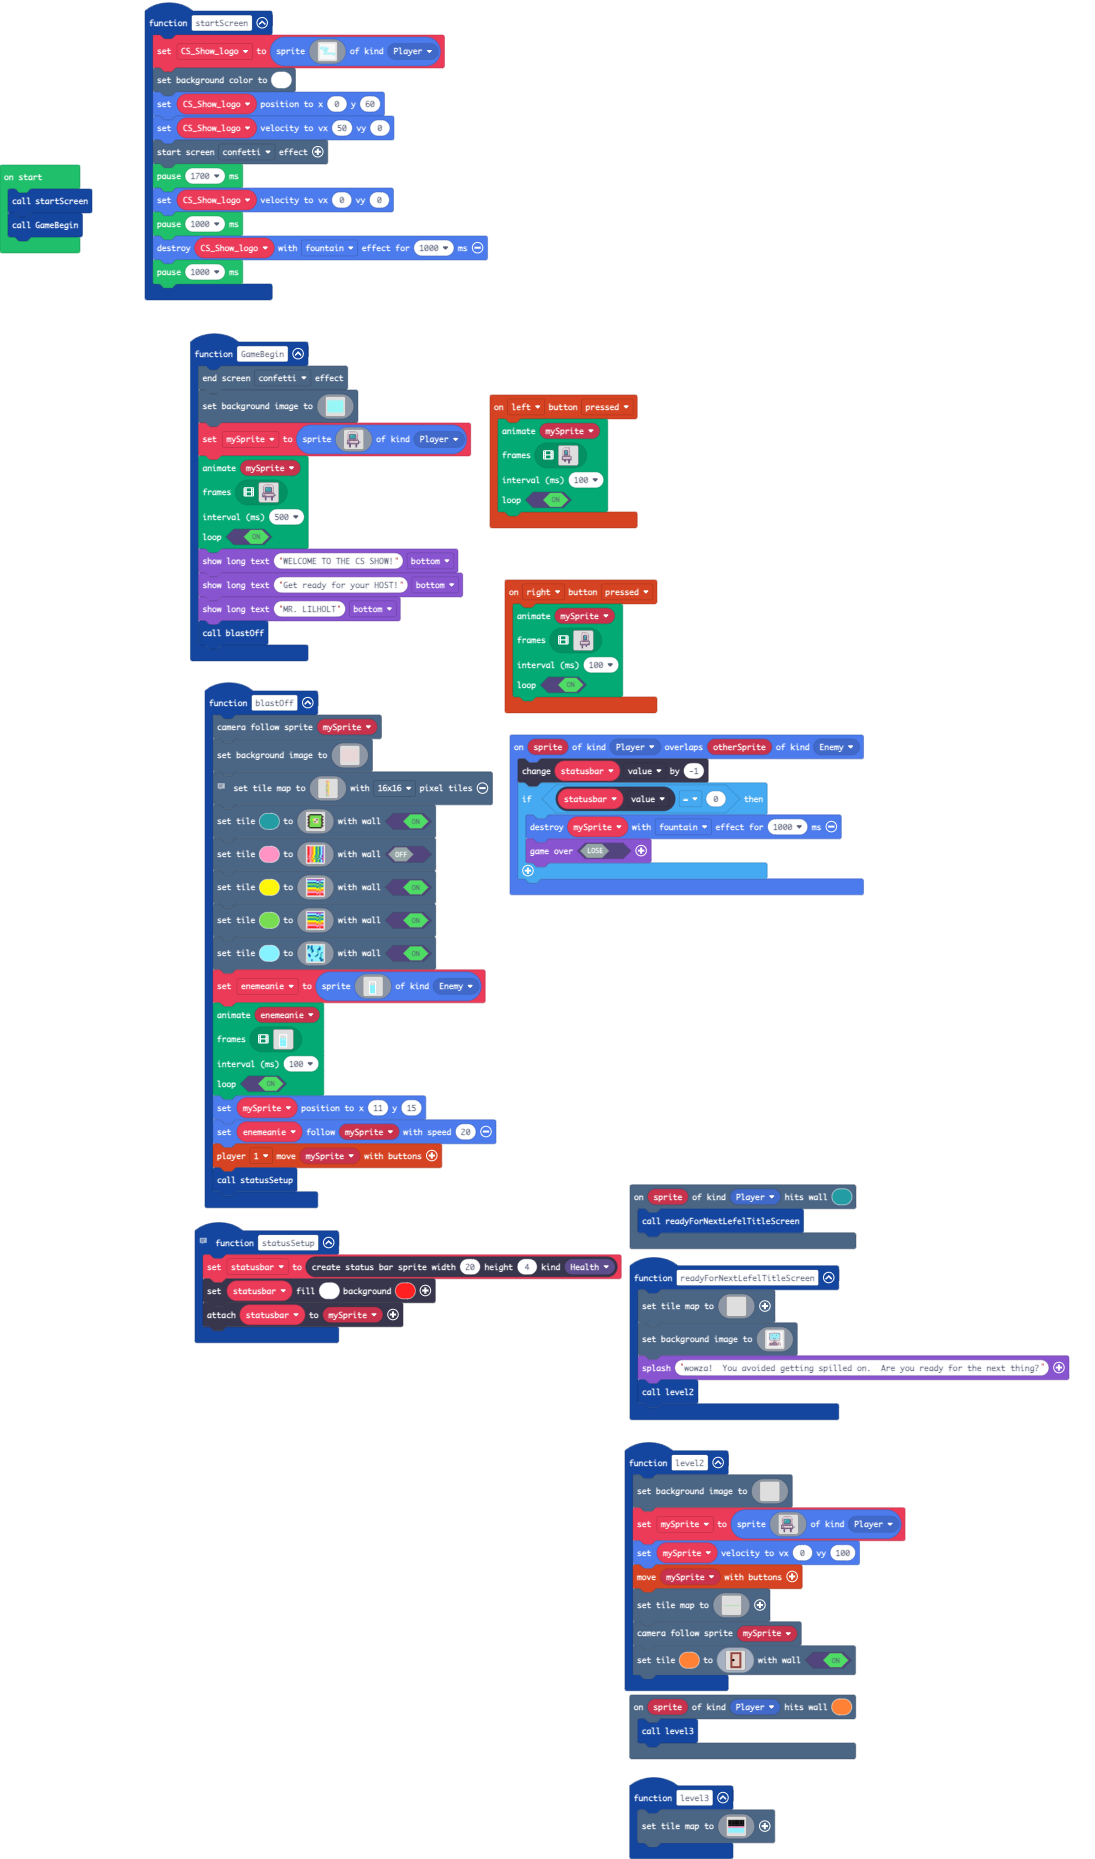 on start
call startScreen
call GameBegin
function startScreen
set CS_Show_logo to sprite of kind Player
set background color to
set CS_Show_logo position to x 0 y 60
set CS_Show_logo velocity to vx 50 vy 0
start screen confetti effect
pause 1700 ms
set CS_Show_logo velocity to vx 0 vy 0
pause 1000 ms
destroy CS_Show_logo with fountain effect for 1000 ms
pause 1000 ms
function GameBegin
end screen confetti effect
set background image to
set mySprite to sprite of kind Player
animate mySprite
frames
interval (ms) 500
loop ON
show long text "WELCOME TO THE CS SHOW!" bottom
show long text "Get ready for your HOST!" bottom
show long text "MR. LILHOLT" bottom
call blastOff
on left button pressed
animate mySprite
frames
interval (ms) 100
loop ON
on right button pressed
animate mySprite
frames
interval (ms) 100
loop ON
function blastOff
camera follow sprite mySprite
set background image to
set tile map to with 16x16 pixel tiles
set tile to with wall ON
set tile to with wall OFF
set tile to with wall ON
set tile to with wall ON
set tile to with wall ON
set enemeanie to sprite of kind Enemy
animate enemeanie
frames
interval (ms) 100
loop ON
set mySprite position to x 11 y 15
set enemeanie follow mySprite with speed 20
player 1 move mySprite with buttons
call statusSetup
on sprite of kind Player overlaps otherSprite of kind Enemy
change statusbar value by -1
if statusbar value = 0 then
destroy mySprite with fountain effect for 1000 ms
game over LOSE
function statusSetup
set statusbar to create status bar sprite width 20 height 4 kind Health
set statusbar fill background
attach statusbar to mySprite
on sprite of kind Player hits wall
call readyForNextLefelTitleScreen
function readyForNextLefelTitleScreen
set tile map to
set background image to
splash "wowza! You avoided getting spilled on. Are you ready for the next thing?"
call level2
function level2
set background image to
set mySprite to sprite of kind Player
set mySprite velocity to vx 0 vy 100
move mySprite with buttons
set tile map to
camera follow sprite mySprite
set tile to with wall ON
on sprite of kind Player hits wall
call level3
function level3
set tile map to